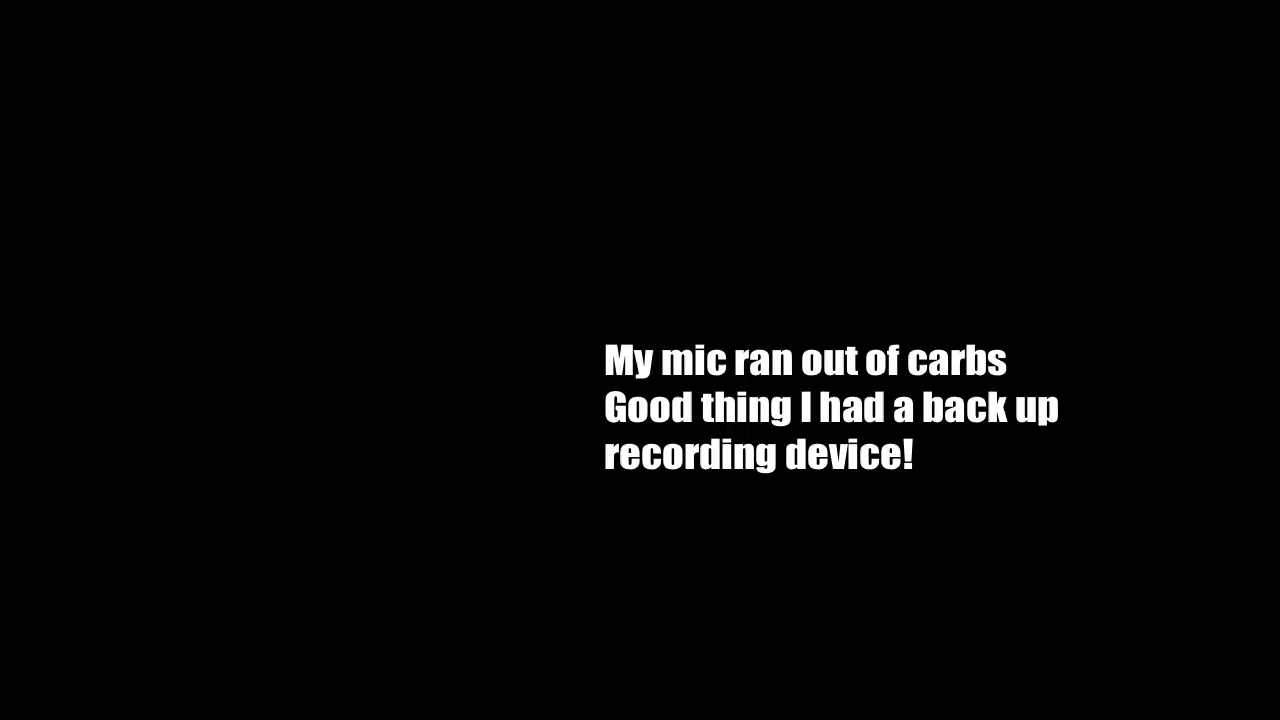 My mic ran out of carbs
Good thing I had a back up
recording device!